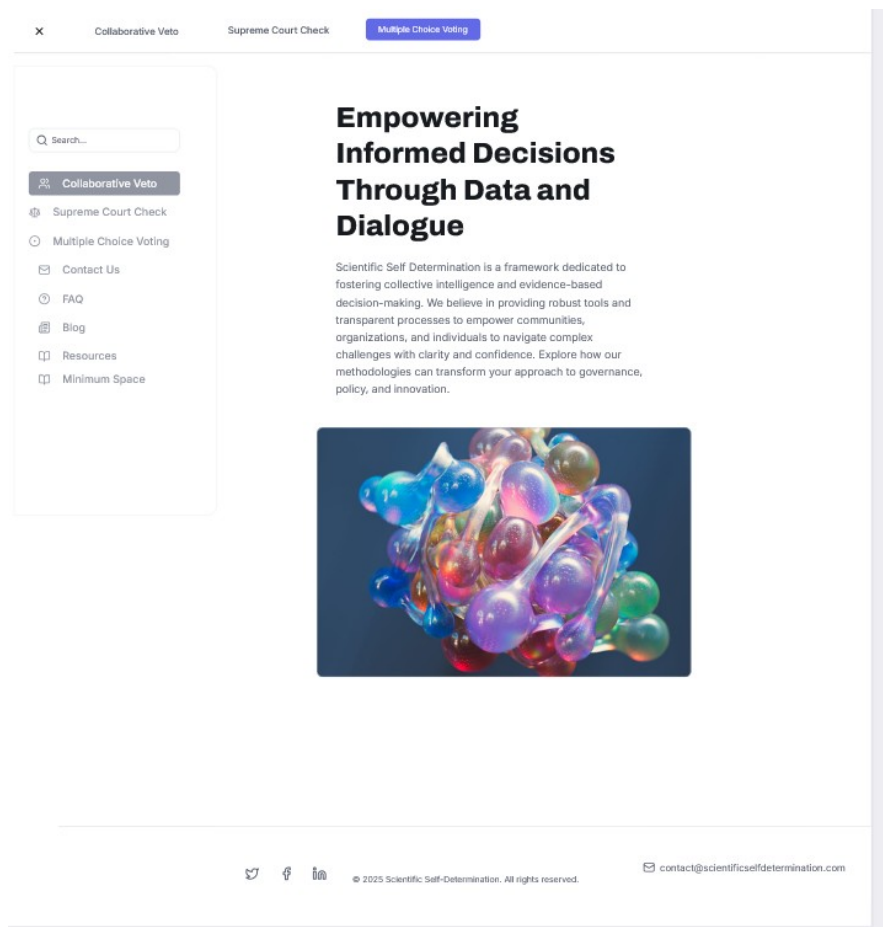 Collaborative Veto
Supreme Court Check
Multiple Choice Voting
Search...
Collaborative Veto
Supreme Court Check
Multiple Choice Voting
Contact Us
FAQ
Blog
Resources
Minimum Space
Empowering
Informed Decisions
Through Data and
Dialogue
Scientific Self Determination is a framework dedicated to
fostering collective intelligence and evidence-based
decision-making. We believe in providing robust tools and
transparent processes to empower communities,
organizations, and individuals to navigate complex
challenges with clarity and confidence. Explore how our
methodologies can transform your approach to governance,
policy, and innovation.
© 2025 Scientific Self-Determination. All rights reserved.
contact@scientificselfdetermination.com